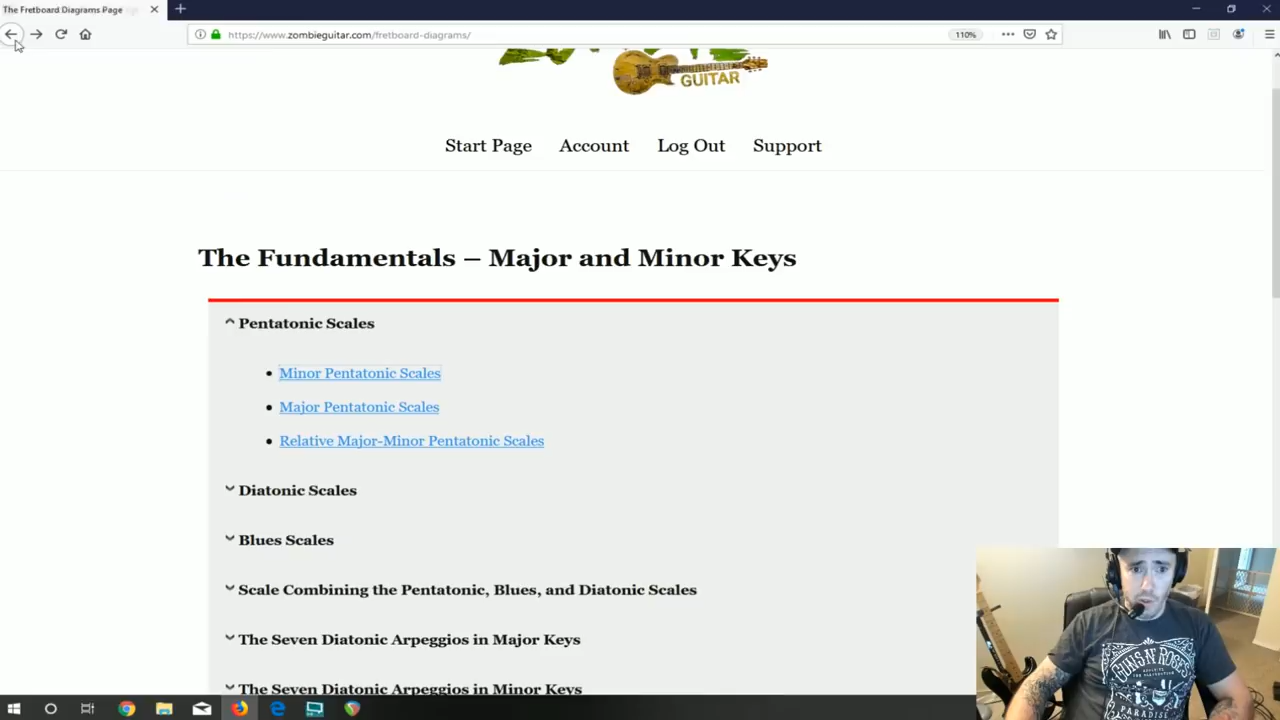 The Fretboard Diagrams Page
https://www.zombieguitar.com/fretboard-diagrams/
110%
GUITAR
Start Page Account Log Out Support
The Fundamentals – Major and Minor Keys
Pentatonic Scales
Minor Pentatonic Scales
Major Pentatonic Scales
Relative Major-Minor Pentatonic Scales
Diatonic Scales
Blues Scales
Scale Combining the Pentatonic, Blues, and Diatonic Scales
The Seven Diatonic Arpeggios in Major Keys
The Seven Diatonic Arpeggios in Minor Keys
GUNS N' ROSES
PARADISE